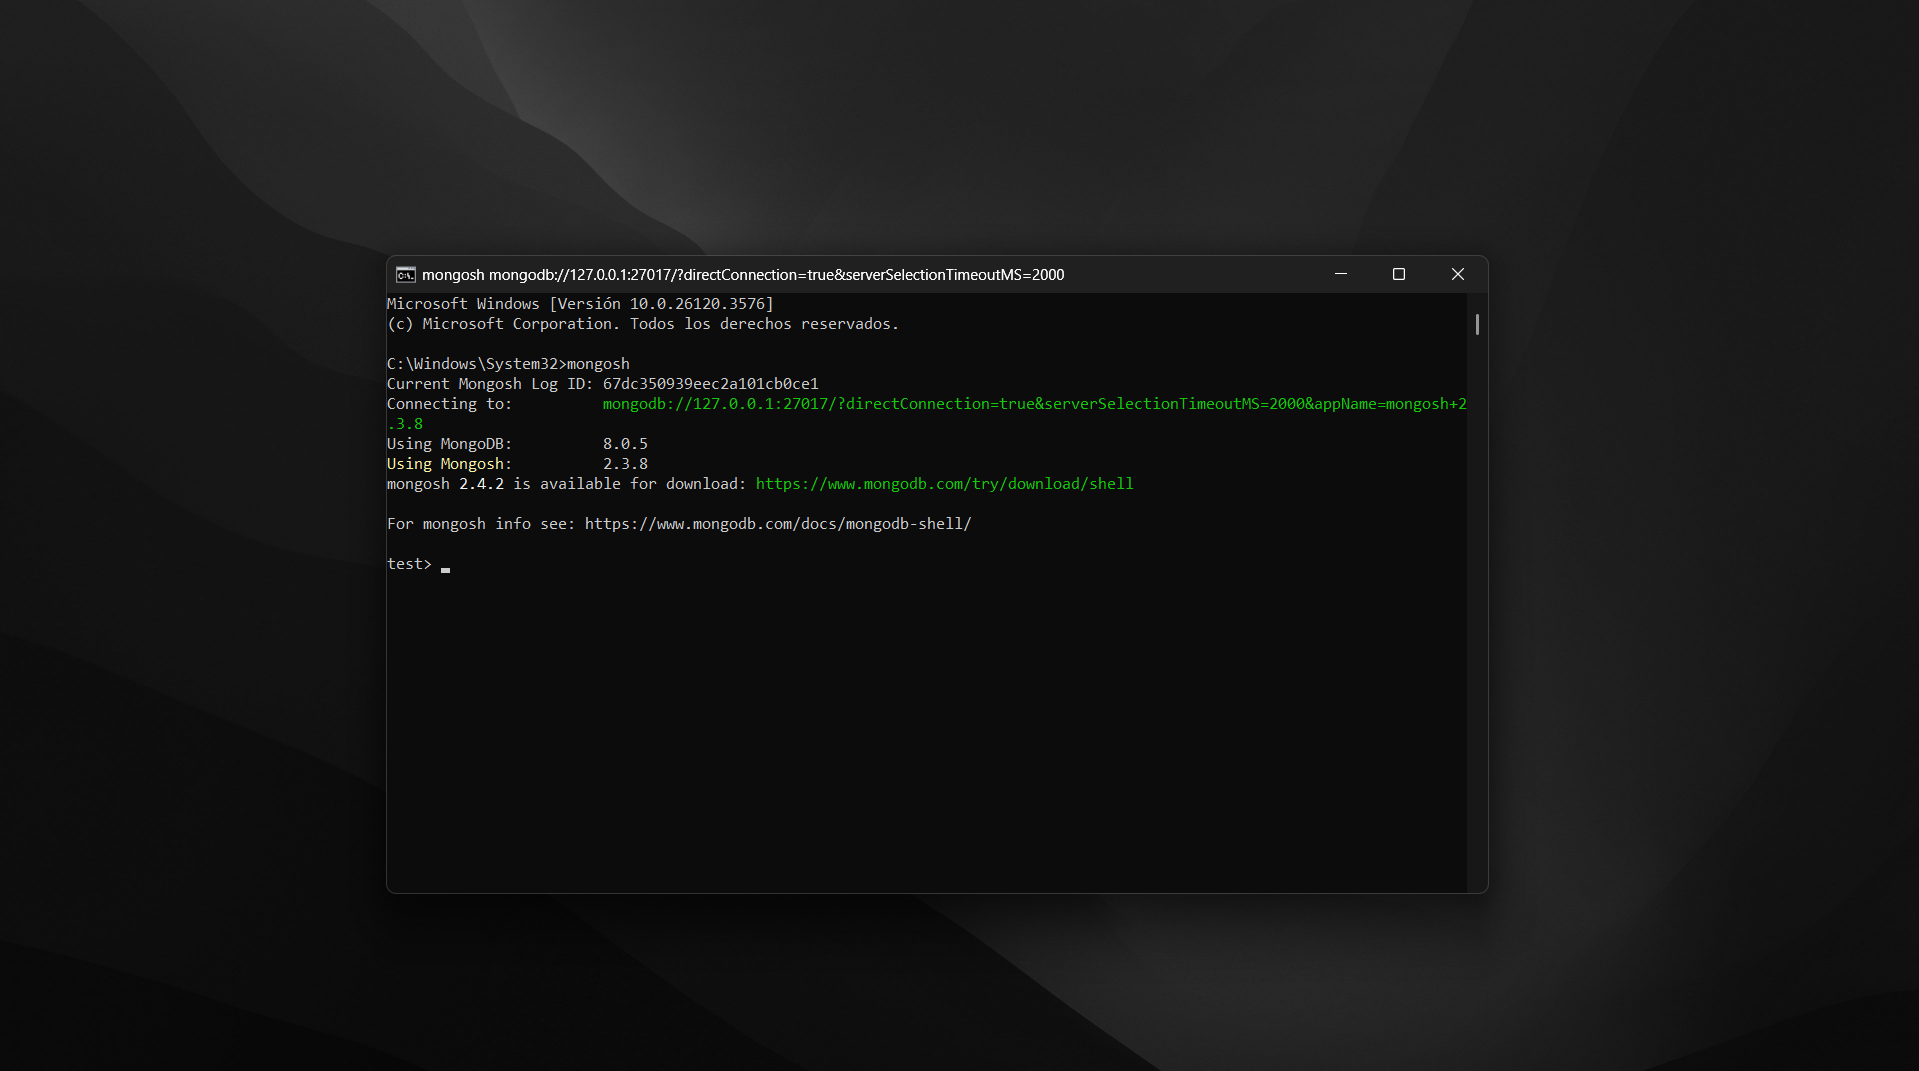 mongosh mongodb://127.0.0.1:27017/?directConnection=true&serverSelectionTimeoutMS=2000
Microsoft Windows [Versión 10.0.26120.3576]
(c) Microsoft Corporation. Todos los derechos reservados.
C:\Windows\System32>mongosh
Current Mongosh Log ID: 67dc350939eec2a101cb0ce1
Connecting to:          mongodb://127.0.0.1:27017/?directConnection=true&serverSelectionTimeoutMS=2000&appName=mongosh+2
.3.8
Using MongoDB:          8.0.5
Using Mongosh:          2.3.8
mongosh 2.4.2 is available for download: https://www.mongodb.com/try/download/shell
For mongosh info see: https://www.mongodb.com/docs/mongodb-shell/
test>